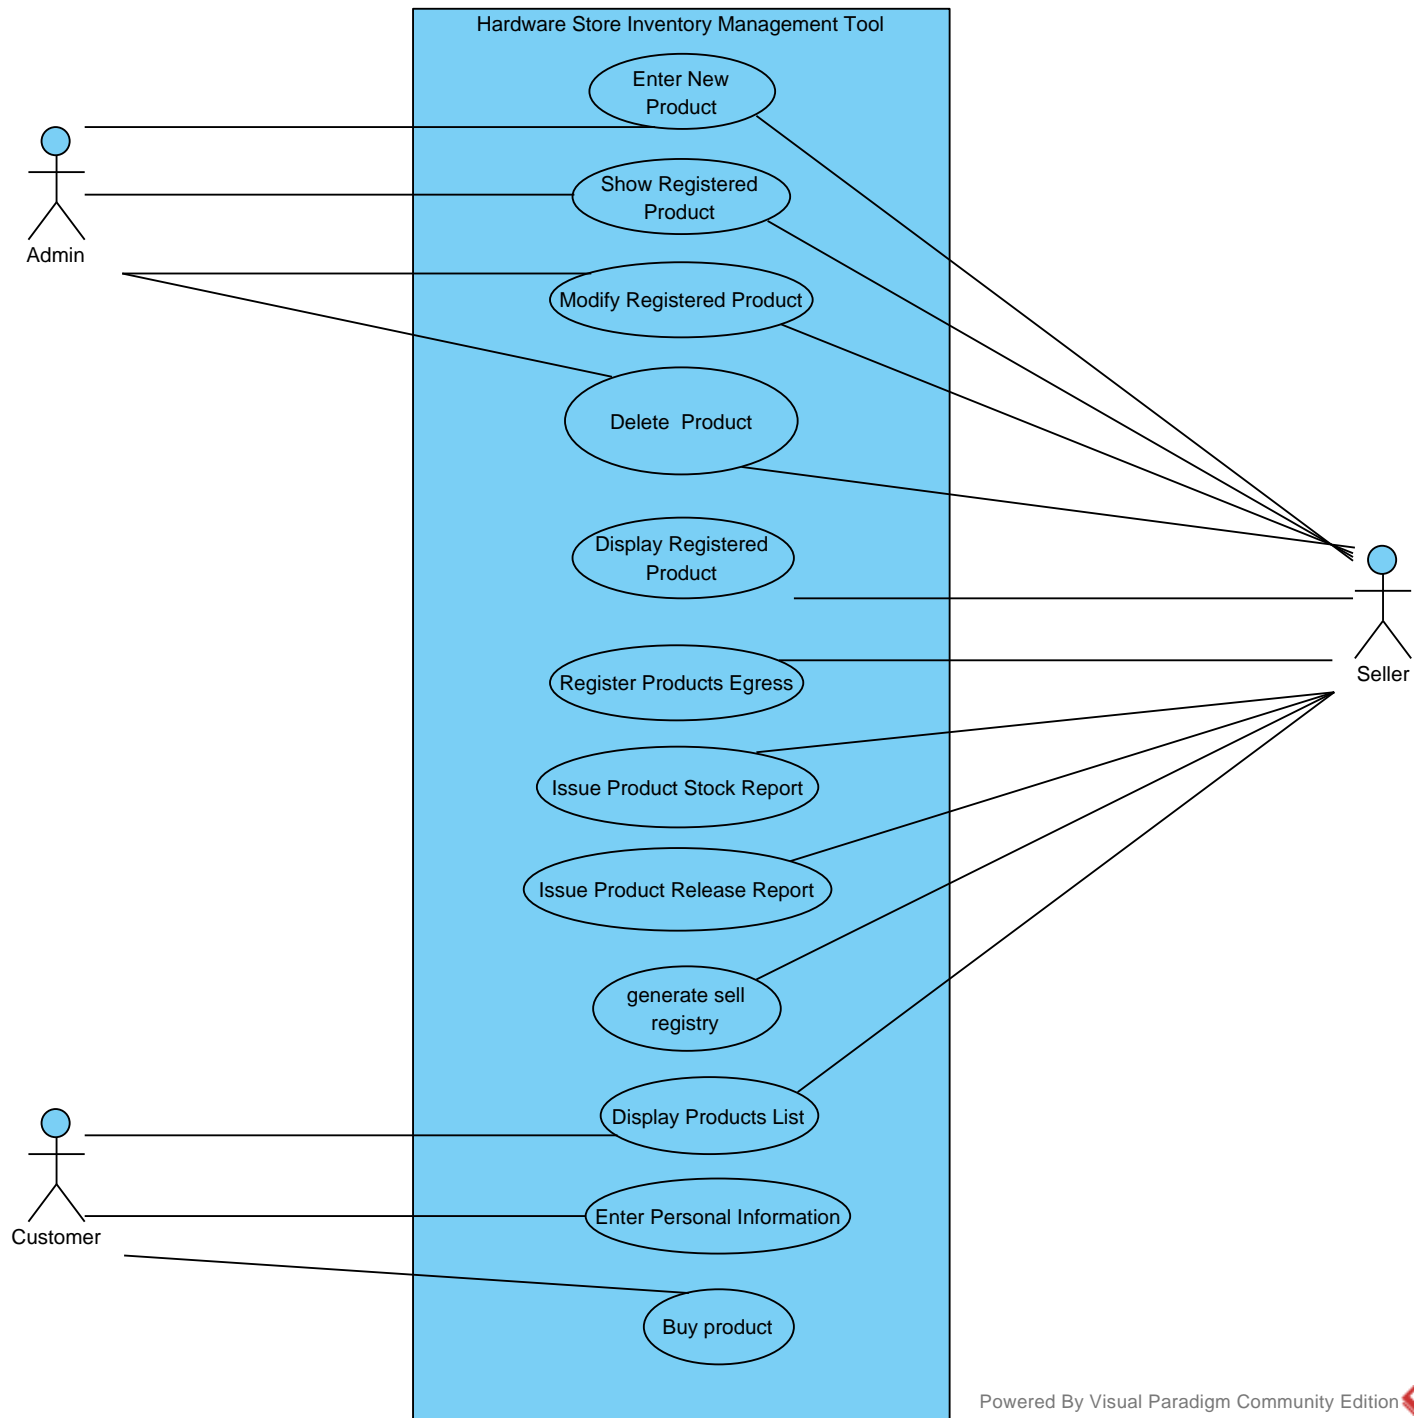 Hardware Store Inventory Management Tool
Enter New
Product
Show Registered
Product
Admin
Modify Registered Product
Delete  Product
Display Registered
Product
Seller
Register Products Egress
Issue Product Stock Report
Issue Product Release Report
generate sell
registry
Display Products List
Enter Personal Information
Customer
Buy product
Powered By Visual Paradigm Community Edition